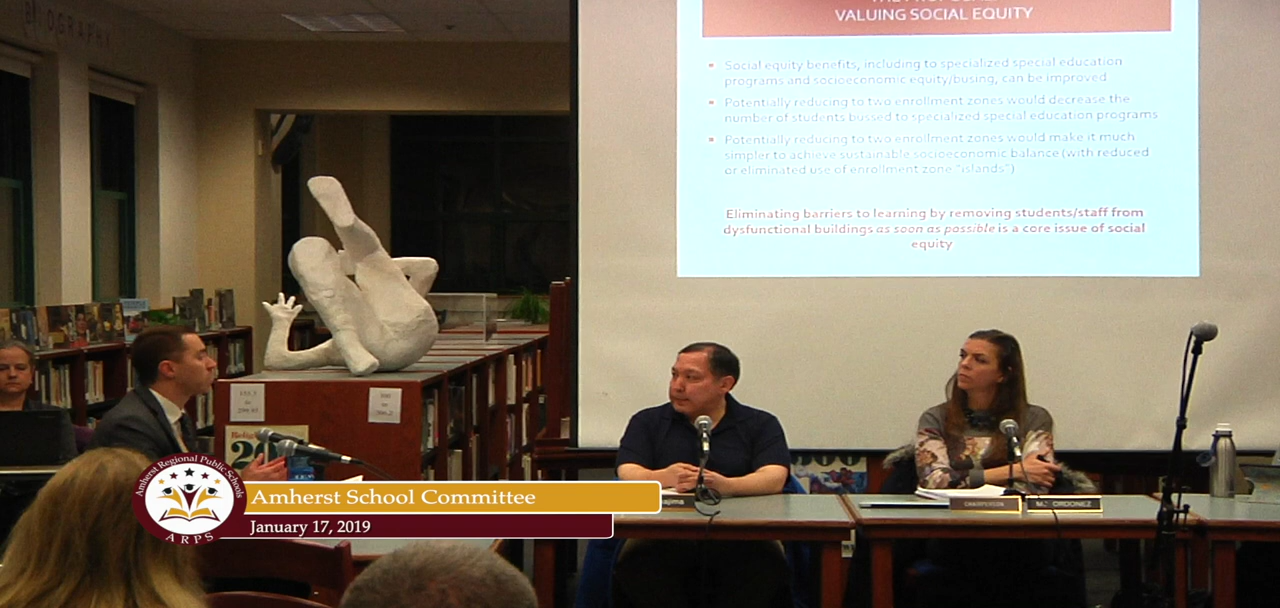 VALUING SOCIAL EQUITY
Social equity benefits, including to specialized special education
programs and socioeconomic equity/busing, can be improved
Potentially reducing to two enrollment zones would decrease the
number of students bussed to specialized special education programs
Potentially reducing to two enrollment zones would make it much
simpler to achieve sustainable socioeconomic balance (with reduced
or eliminated use of enrollment zone "islands")
Eliminating barriers to learning by removing students/staff from
dysfunctional buildings as soon as possible is a core issue of social
equity
CHAIRPERSON
ORDONEZ
Amherst Regional Public Schools
ARPS
Amherst School Committee
January 17, 2019